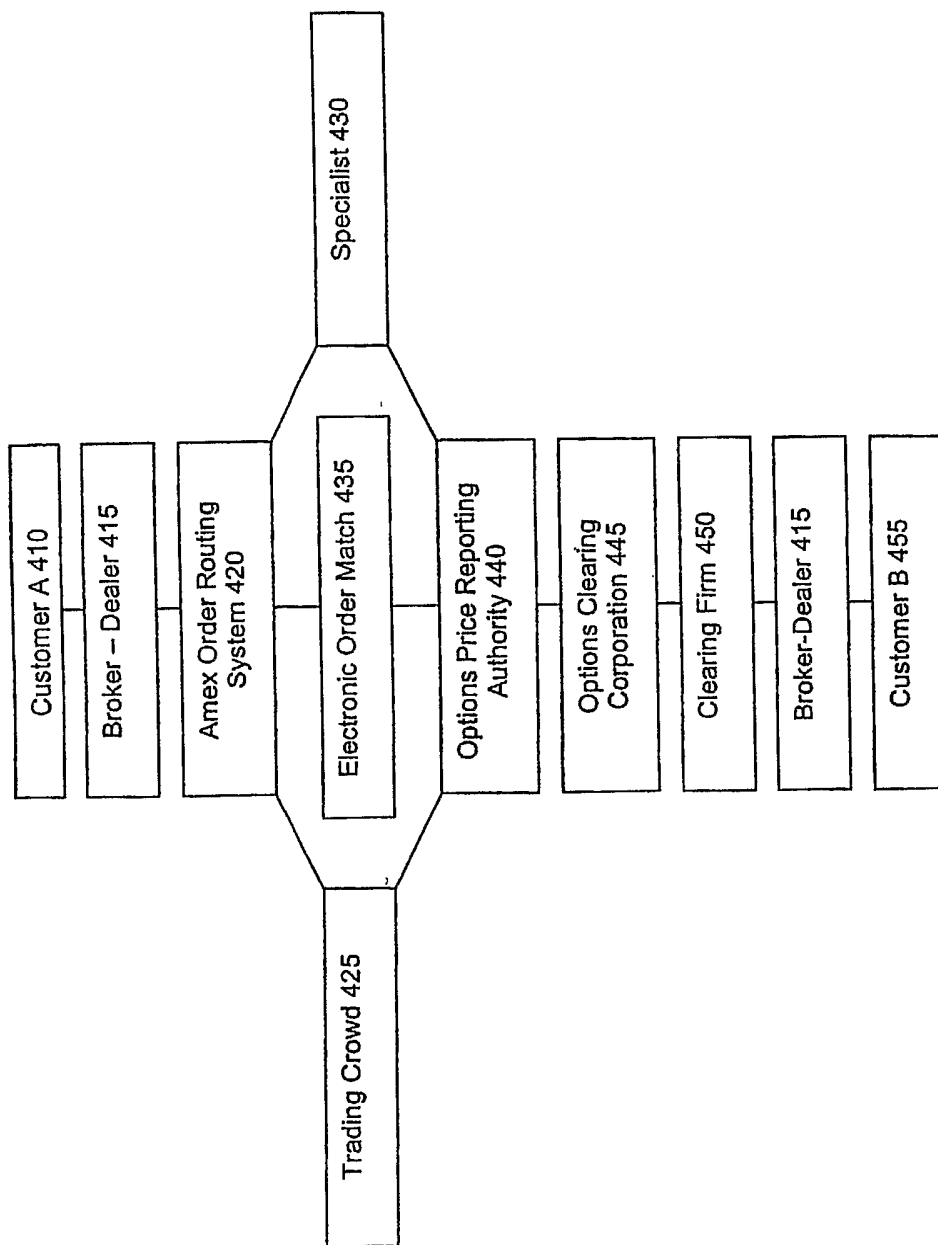 Customer A 410
Broker – Dealer 415
Amex Order Routing
System 420
Trading Crowd 425
Electronic Order Match 435
Specialist 430
Options Price Reporting
Authority 440
Options Clearing
Corporation 445
Clearing Firm 450
Broker-Dealer 415
Customer B 455